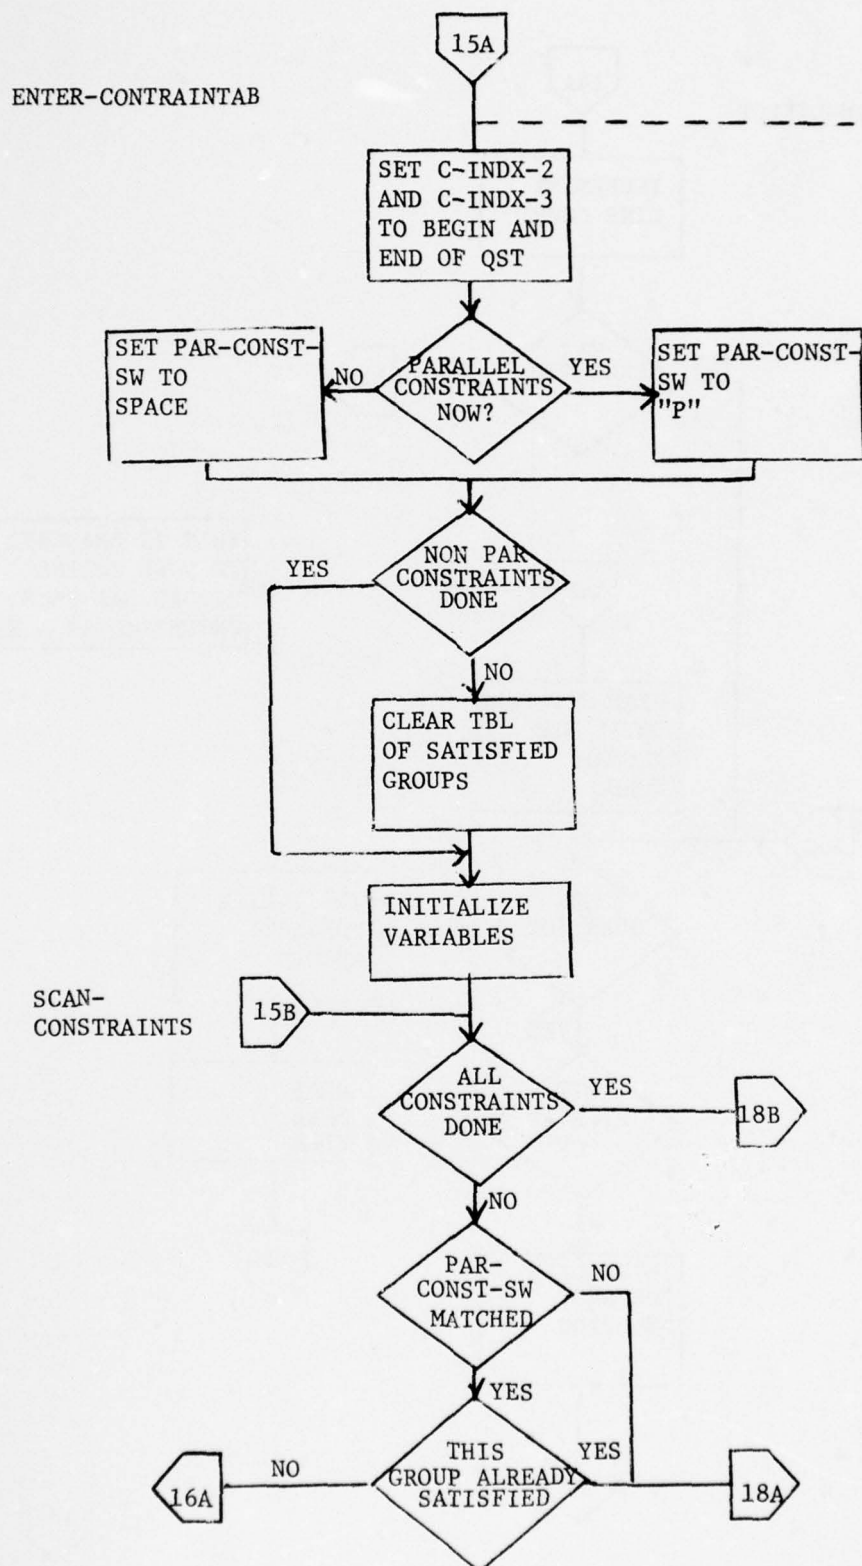 15A
ENTER-CONTRAINTAB
SET C-INDX-2
AND C-INDX-3
TO BEGIN AND
END OF QST
SET PAR-CONST-
SW TO
SPACE
NO
PARALLEL
CONSTRAINTS
NOW?
YES
SET PAR-CONST-
SW TO
"P"
YES
NON PAR
CONSTRAINTS
DONE
NO
CLEAR TBL
OF SATISFIED
GROUPS
INITIALIZE
VARIABLES
SCAN-
CONSTRAINTS
15B
ALL
CONSTRAINTS
DONE
YES
18B
NO
PAR-
CONST-SW
MATCHED
NO
YES
THIS
GROUP ALREADY
SATISFIED
NO
16A
YES
18A